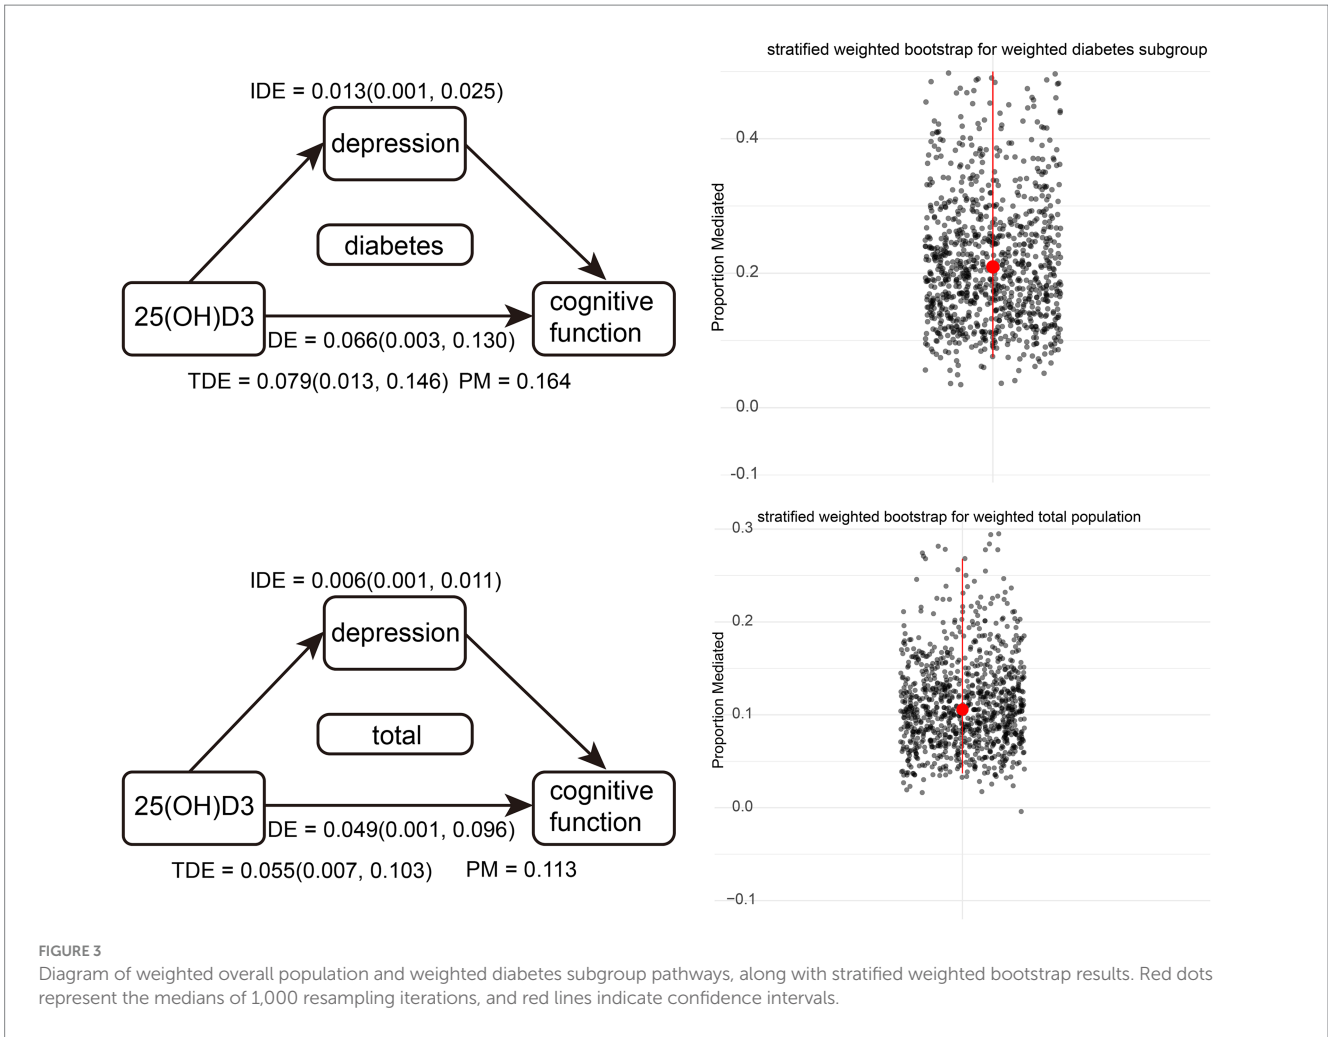 IDE = 0.013(0.001, 0.025)
depression
diabetes
25(OH)D3
cognitive
function
DE = 0.066(0.003, 0.130)
TDE = 0.079(0.013, 0.146) PM = 0.164
stratified weighted bootstrap for weighted diabetes subgroup
Proportion Mediated
0.4
0.2
0.0
-0.1
IDE = 0.006(0.001, 0.011)
depression
total
25(OH)D3
cognitive
function
DE = 0.049(0.001, 0.096)
TDE = 0.055(0.007, 0.103) PM = 0.113
stratified weighted bootstrap for weighted total population
Proportion Mediated
0.3
0.2
0.1
0.0
−0.1
FIGURE 3
Diagram of weighted overall population and weighted diabetes subgroup pathways, along with stratified weighted bootstrap results. Red dots
represent the medians of 1,000 resampling iterations, and red lines indicate confidence intervals.